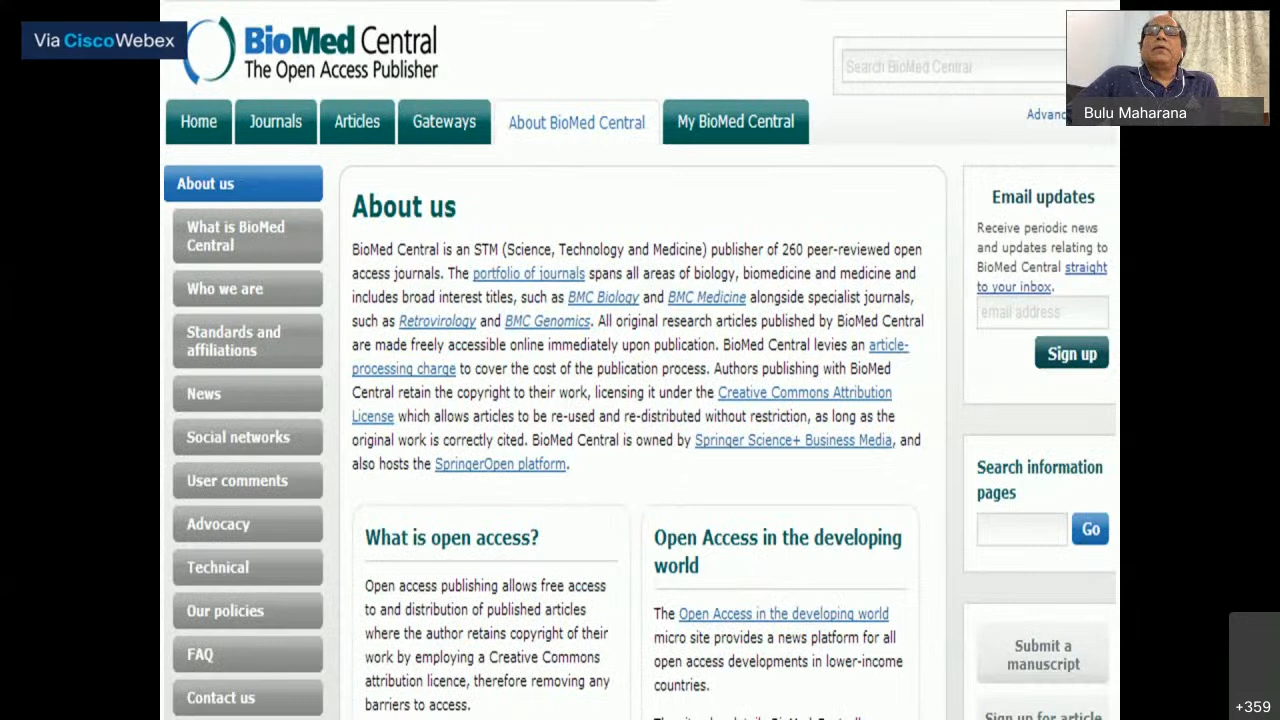 Via CiscoWebex
BioMed Central
The Open Access Publisher
Search BioMed Central
Bulu Maharana
Home
Journals
Articles
Gateways
About BioMed Central
My BioMed Central
About us
What is BioMed
Central
Who we are
Standards and
affiliations
News
Social networks
User comments
Advocacy
Technical
Our policies
FAQ
Contact us
About us
BioMed Central is an STM (Science, Technology and Medicine) publisher of 260 peer-reviewed open
access journals. The portfolio of journals spans all areas of biology, biomedicine and medicine and
includes broad interest titles, such as BMC Biology and BMC Medicine alongside specialist journals,
such as Retrovirology and BMC Genomics. All original research articles published by BioMed Central
are made freely accessible online immediately upon publication. BioMed Central levies an article-
processing charge to cover the cost of the publication process. Authors publishing with BioMed
Central retain the copyright to their work, licensing it under the Creative Commons Attribution
License which allows articles to be re-used and re-distributed without restriction, as long as the
original work is correctly cited. BioMed Central is owned by Springer Science+ Business Media, and
also hosts the SpringerOpen platform.
What is open access?
Open access publishing allows free access
to and distribution of published articles
where the author retains copyright of their
work by employing a Creative Commons
attribution licence, therefore removing any
barriers to access.
Open Access in the developing
world
The Open Access in the developing world
micro site provides a news platform for all
open access developments in lower-income
countries.
Email updates
Receive periodic news
and updates relating to
BioMed Central straight
to your inbox.
email address
Sign up
Search information
pages
Go
Submit a
manuscript
Sign up for article
+359